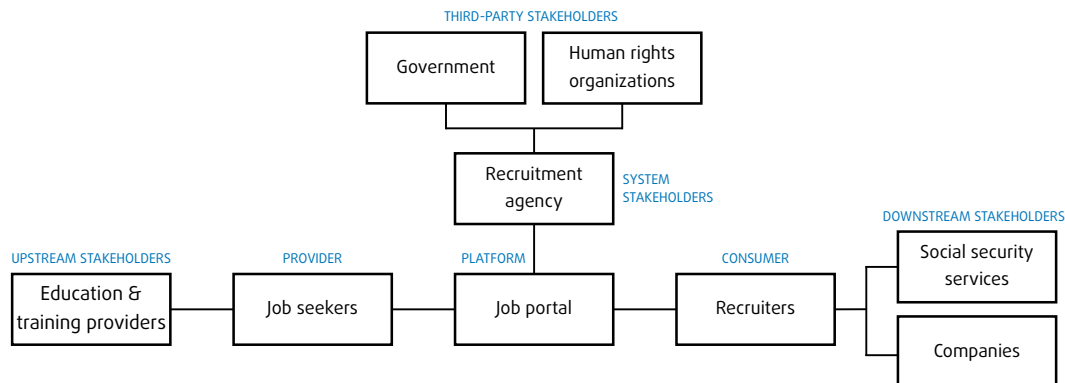 THIRD-PARTY STAKEHOLDERS
Government
Human rights
organizations
Recruitment
agency
SYSTEM
STAKEHOLDERS
UPSTREAM STAKEHOLDERS
Education &
training providers
PROVIDER
Job seekers
PLATFORM
Job portal
CONSUMER
Recruiters
DOWNSTREAM STAKEHOLDERS
Social security
services
Companies